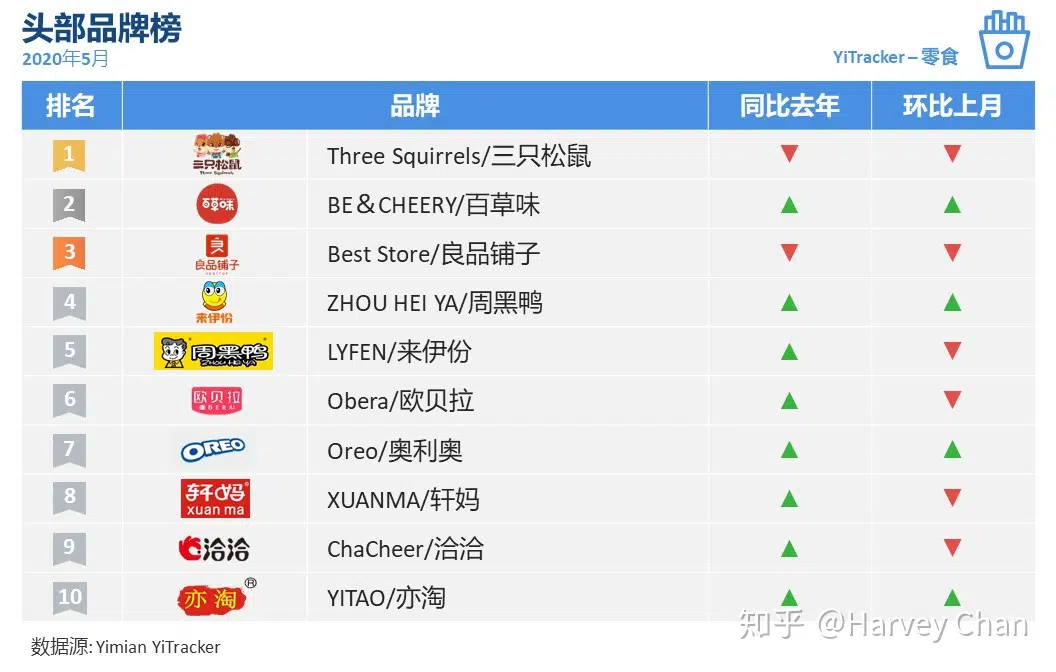 头部品牌榜
2020年5月
YiTracker – 零食
排名 品牌 同比去年 环比上月
1 三只松鼠 Three Squirrels Three Squirrels/三只松鼠 ▼ ▼
2 百草味 BE&CHEERY/百草味 ▲ ▲
3 良品铺子 Best Store/良品铺子 ▼ ▼
4 来伊份 ZHOU HEI YA/周黑鸭 ▲ ▲
5 周黑鸭 ZHOU HEI YA LYFEN/来伊份 ▲ ▼
6 欧贝拉 OBERA Obera/欧贝拉 ▲ ▼
7 OREO Oreo/奥利奥 ▲ ▲
8 轩妈 xuan ma XUANMA/轩妈 ▲ ▼
9 洽洽 ChaCheer/洽洽 ▲ ▼
10 亦淘® YITAO/亦淘 ▲ ▲
知乎 @Harvey Chan
数据源: Yimian YiTracker